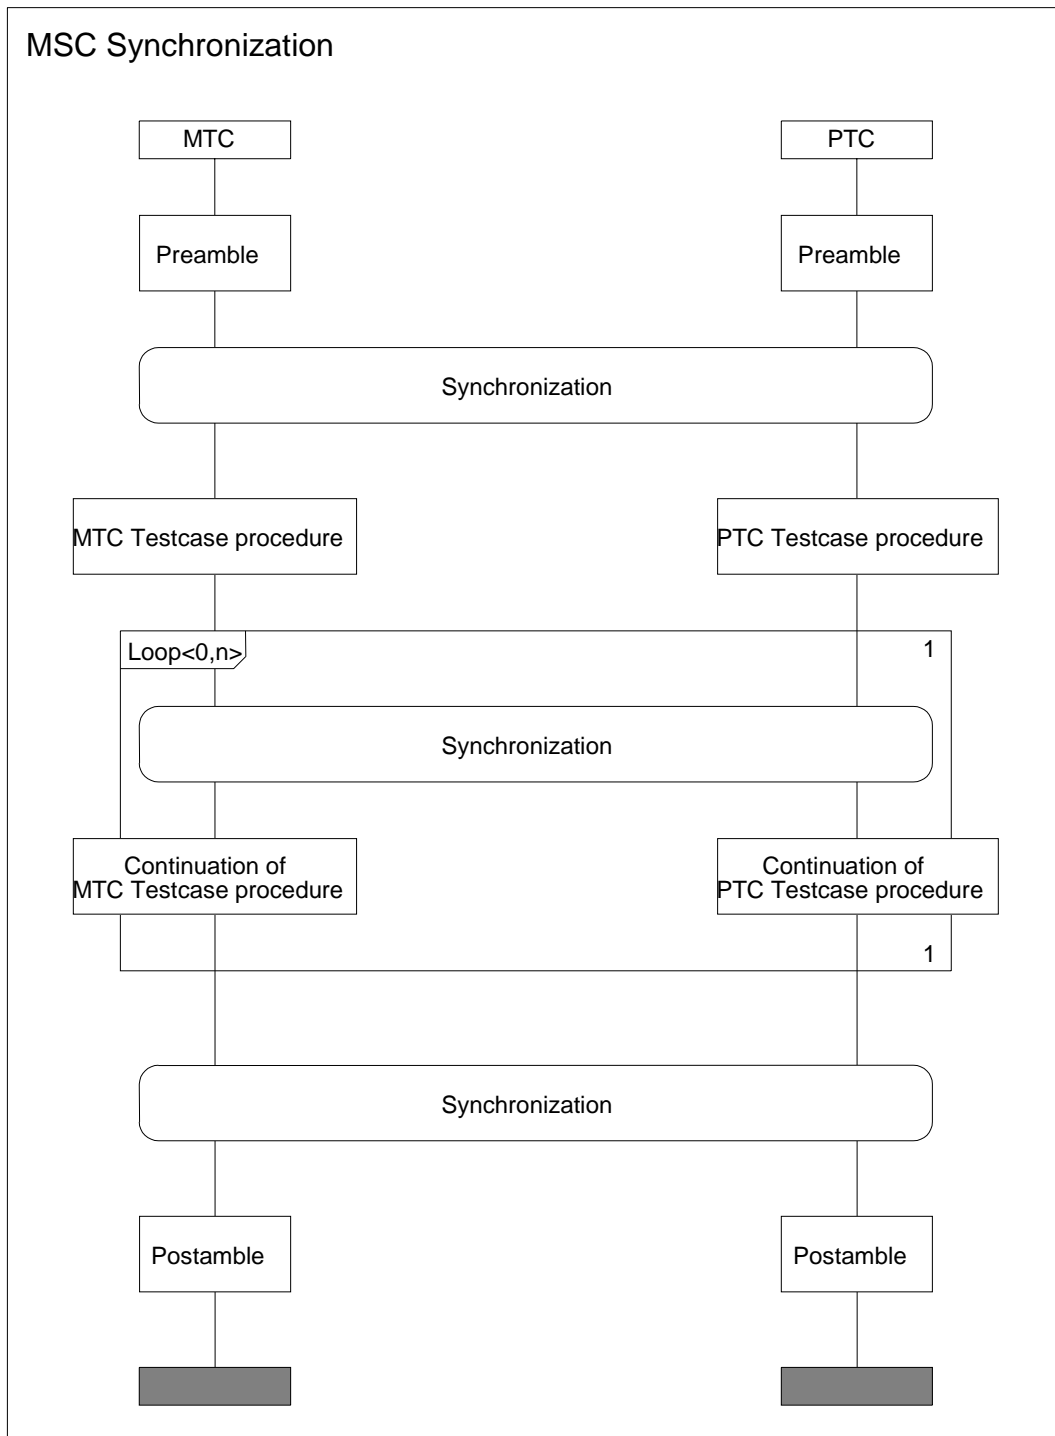 MSC Synchronization
MTC
PTC
Preamble
Preamble
Synchronization
MTC Testcase procedure
PTC Testcase procedure
Loop<0,n>
1
Synchronization
Continuation of
MTC Testcase procedure
Continuation of
PTC Testcase procedure
1
Synchronization
Postamble
Postamble